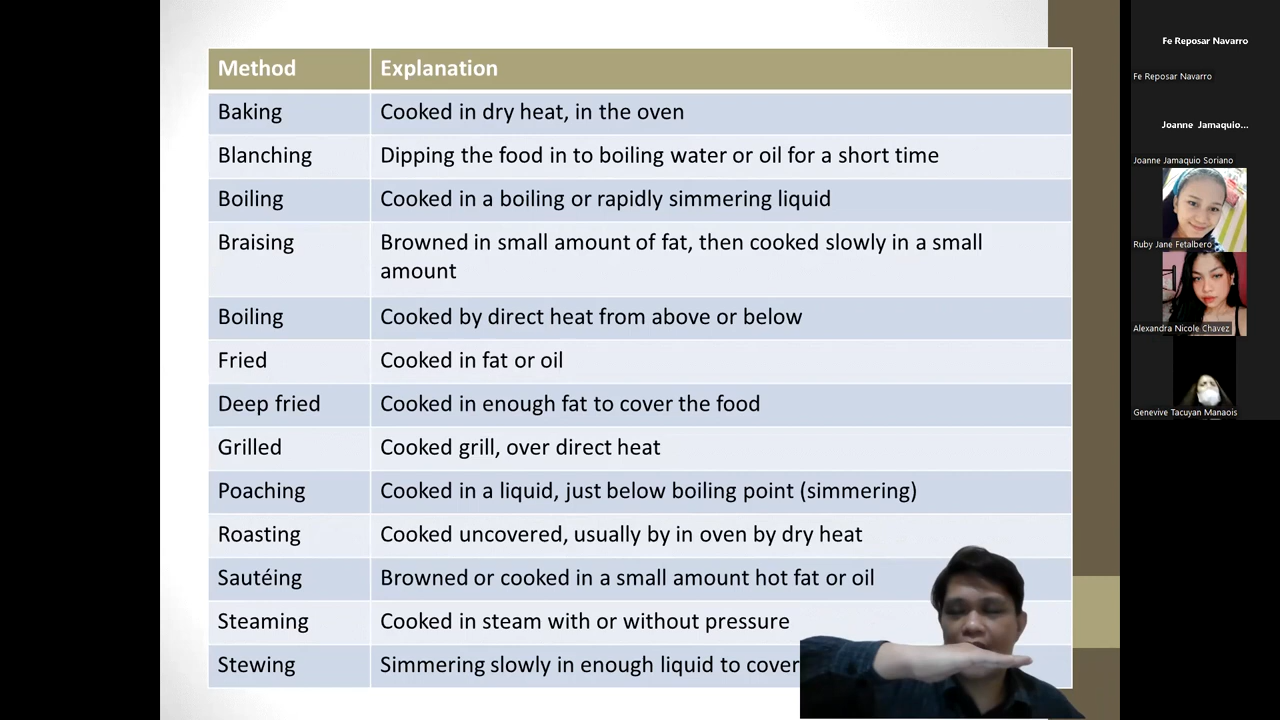 Method Explanation
Baking Cooked in dry heat, in the oven
Blanching Dipping the food in to boiling water or oil for a short time
Boiling Cooked in a boiling or rapidly simmering liquid
Braising Browned in small amount of fat, then cooked slowly in a small
amount
Boiling Cooked by direct heat from above or below
Fried Cooked in fat or oil
Deep fried Cooked in enough fat to cover the food
Grilled Cooked grill, over direct heat
Poaching Cooked in a liquid, just below boiling point (simmering)
Roasting Cooked uncovered, usually by in oven by dry heat
Sautéing Browned or cooked in a small amount hot fat or oil
Steaming Cooked in steam with or without pressure
Stewing Simmering slowly in enough liquid to cover
Fe Reposar Navarro
Fe Reposar Navarro
Joanne Jamaquio...
Joanne Jamaquio Soriano
Ruby Jane Fetalbero
Alexandra Nicole Chavez
Genevive Tacuyan Manaois